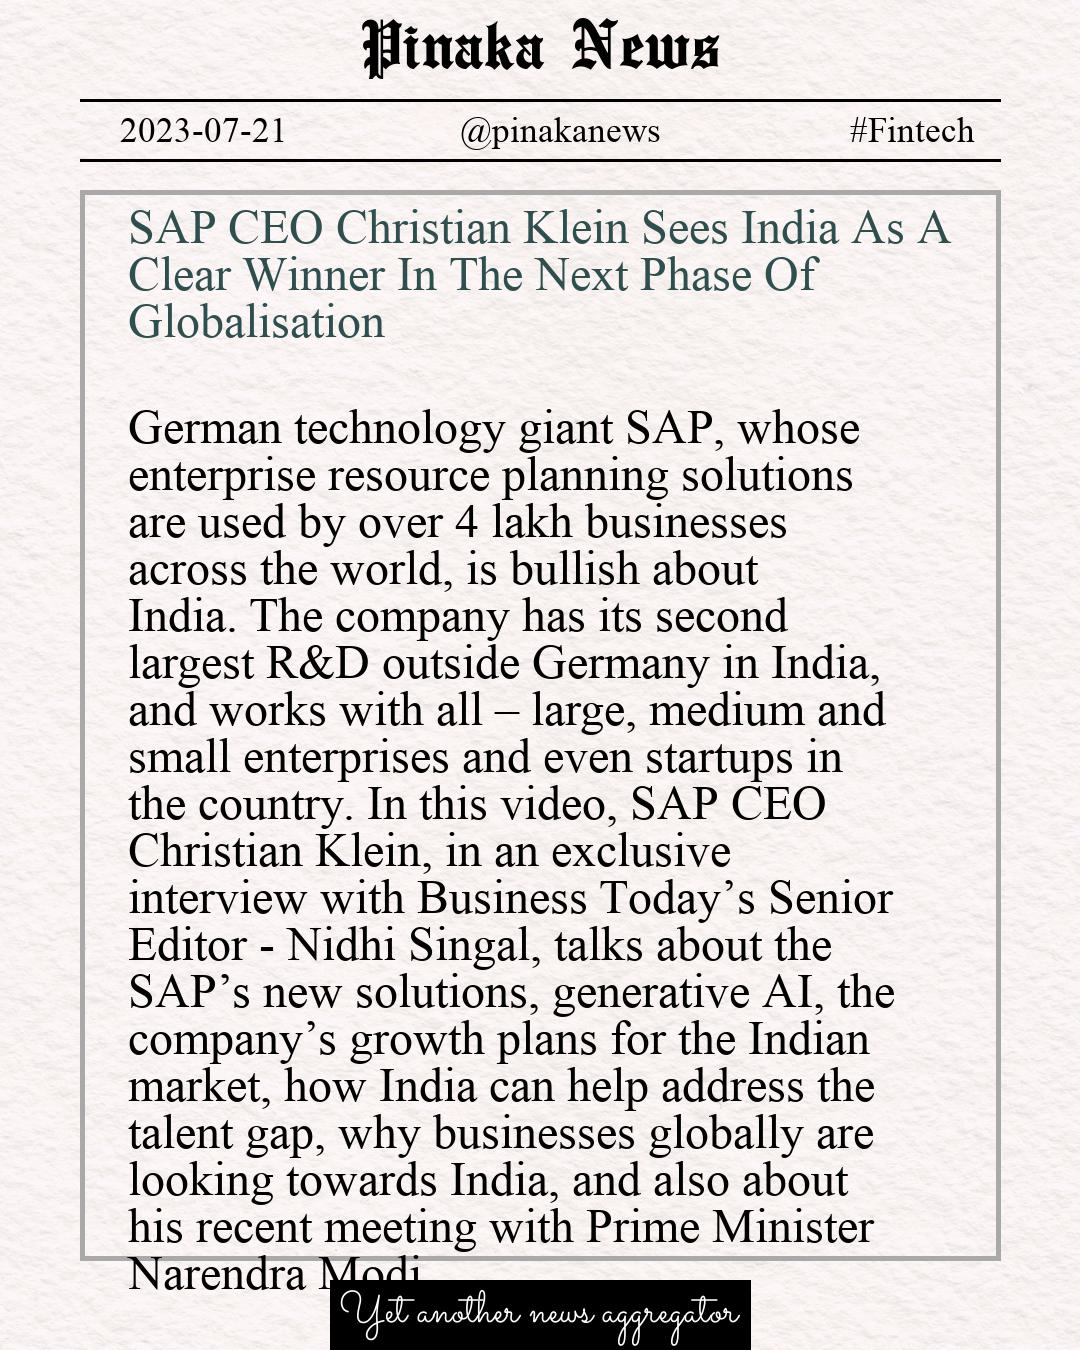 Pinaka News
2023-07-21 @pinakanews #Fintech
SAP CEO Christian Klein Sees India As A
Clear Winner In The Next Phase Of
Globalisation
German technology giant SAP, whose
enterprise resource planning solutions
are used by over 4 lakh businesses
across the world, is bullish about
India. The company has its second
largest R&D outside Germany in India,
and works with all – large, medium and
small enterprises and even startups in
the country. In this video, SAP CEO
Christian Klein, in an exclusive
interview with Business Today’s Senior
Editor - Nidhi Singal, talks about the
SAP’s new solutions, generative AI, the
company’s growth plans for the Indian
market, how India can help address the
talent gap, why businesses globally are
looking towards India, and also about
his recent meeting with Prime Minister
Narendra Modi
Yet another news aggregator